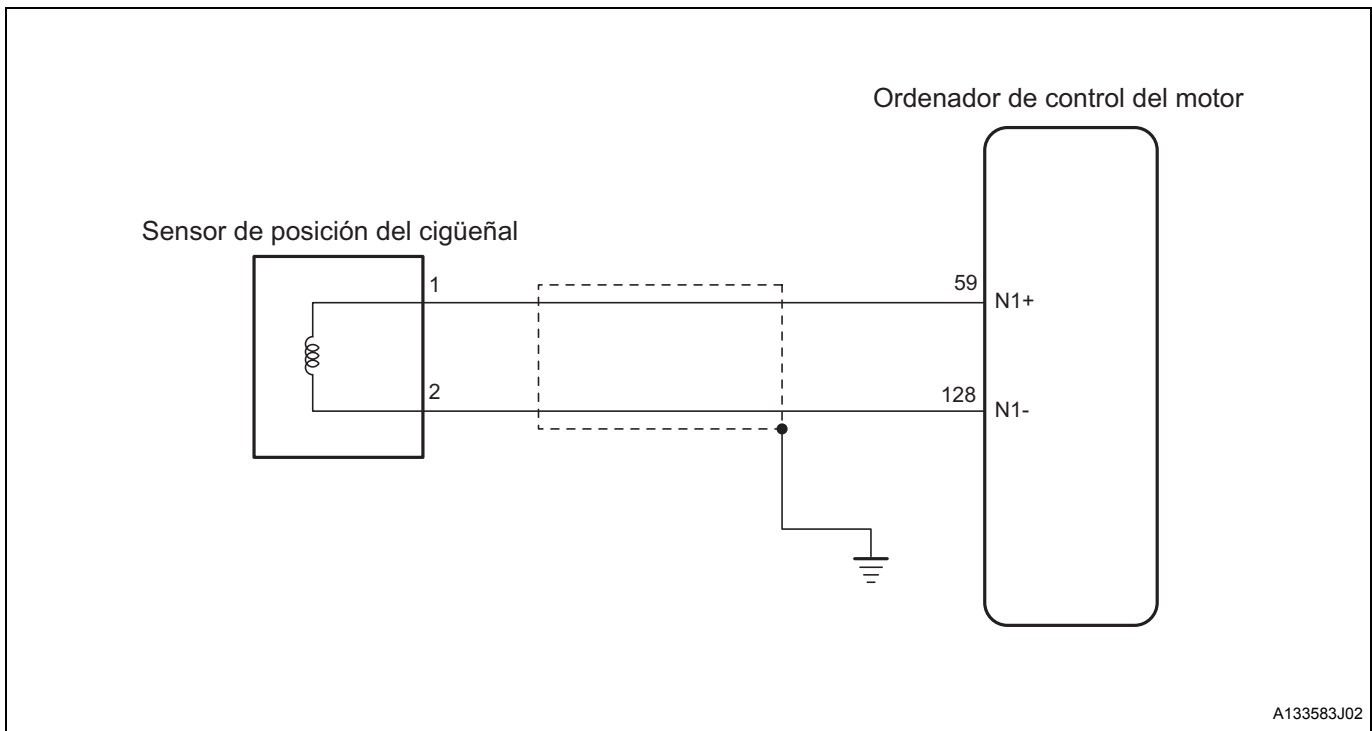 Ordenador de control del motor
Sensor de posición del cigüeñal
1
59
N1+
2
128
N1-
A133583J02